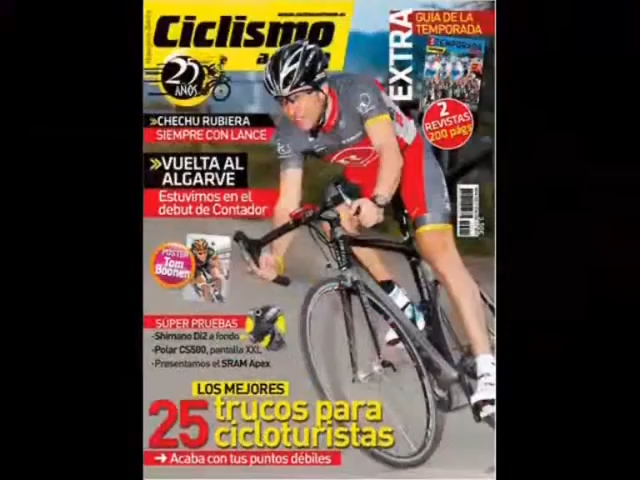 Ciclismo
a
25
AÑOS
EXTRA
GUÍA DE LA
TEMPORADA
TEMPORADA
2
REVISTAS
200 págs
»CHECHU RUBIERA
SIEMPRE CON LANCE
»VUELTA AL
ALGARVE
Estuvimos en el
debut de Contador
POSTER
Tom
Boonen
SÚPER PRUEBAS
-Shimano Di2 a fondo
-Polar CS500, pantalla XXL
-Presentamos el SRAM Apex
LOS MEJORES
25 trucos para
cicloturistas
Acaba con tus puntos débiles